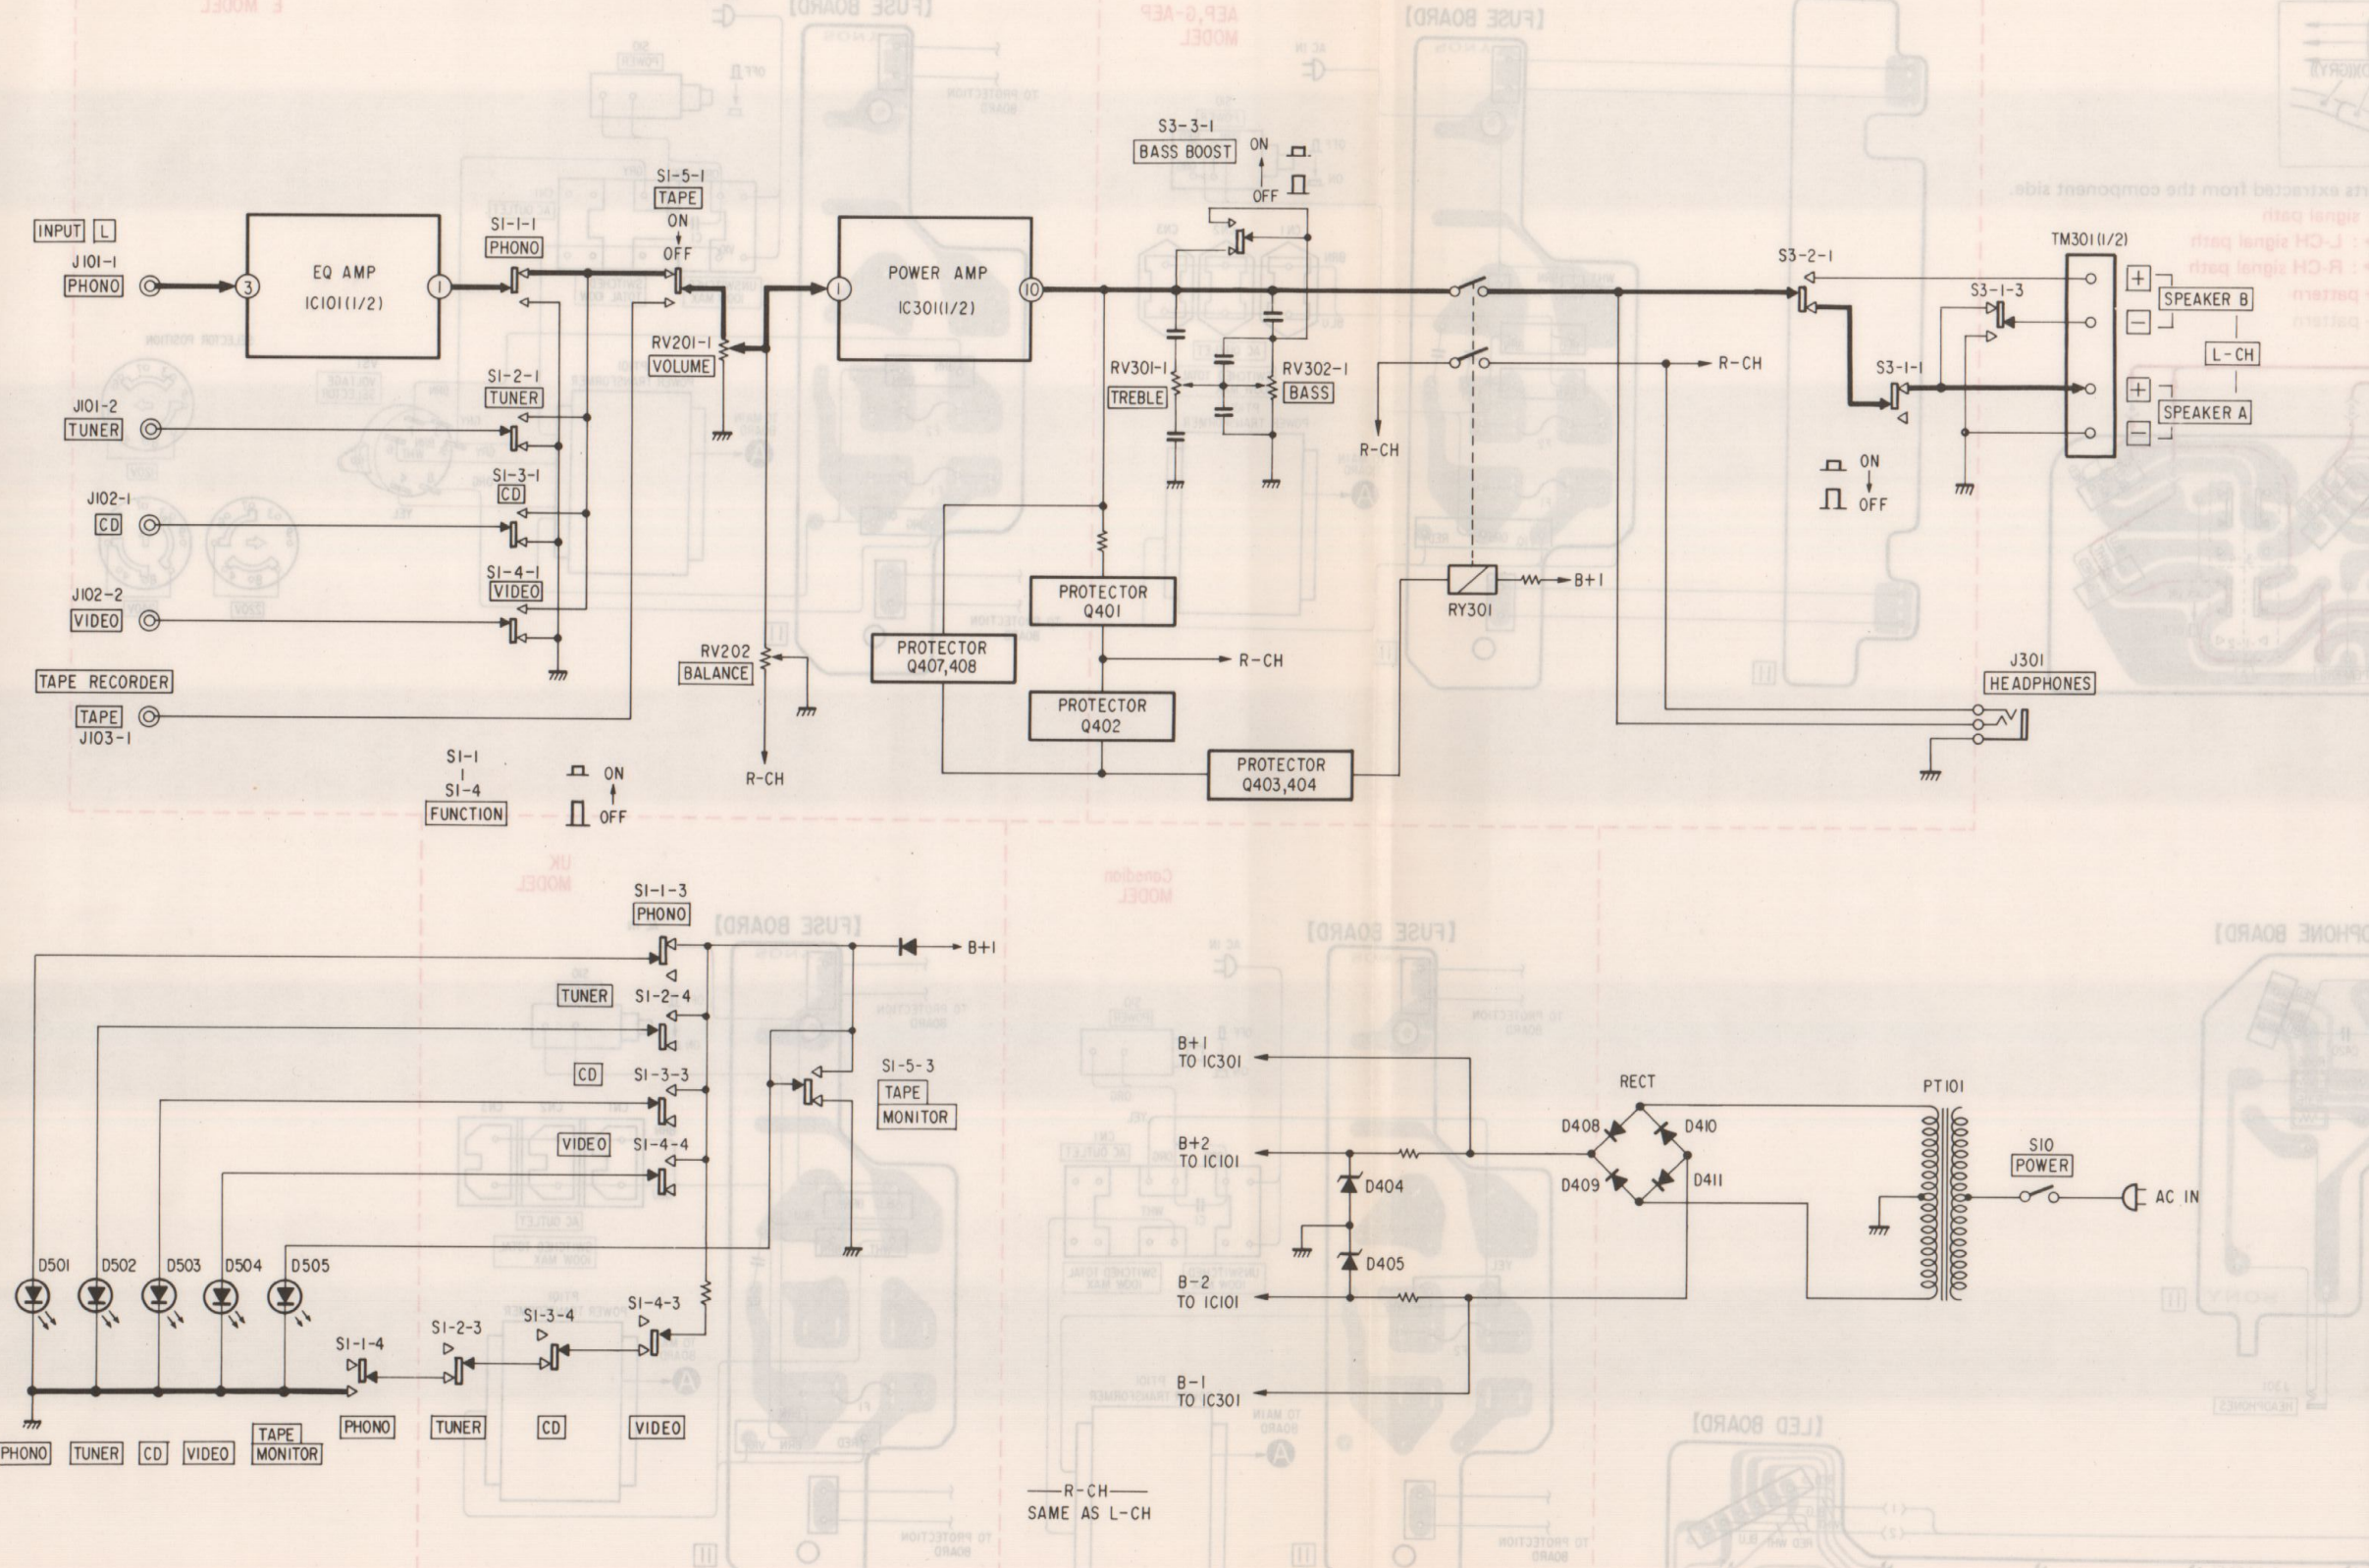 S3-3-1
BASS BOOST
ON
OFF
S1-5-1
TAPE
ON
OFF
INPUT L
J101-1
PHONO
3
EQ AMP
IC101(1/2)
1
S1-1-1
PHONO
1
POWER AMP
IC301(1/2)
10
RV201-1
VOLUME
RV301-1
TREBLE
RV302-1
BASS
R-CH
R-CH
S3-2-1
S3-1-3
S3-1-1
TM301(1/2)
+
SPEAKER B
−
L-CH
+
SPEAKER A
−
ON
OFF
J101-2
TUNER
S1-2-1
TUNER
J102-1
CD
S1-3-1
CD
J102-2
VIDEO
S1-4-1
VIDEO
TAPE RECORDER
TAPE
J103-1
RV202
BALANCE
R-CH
PROTECTOR
Q401
PROTECTOR
Q407,408
R-CH
PROTECTOR
Q402
PROTECTOR
Q403,404
RY301
B+1
J301
HEADPHONES
S1-1
S1-4
FUNCTION
ON
OFF
S1-1-3
PHONO
B+1
TUNER S1-2-4
CD S1-3-3
VIDEO S1-4-4
S1-5-3
TAPE
MONITOR
D501 D502 D503 D504 D505
S1-1-4
S1-2-3
S1-3-4
S1-4-3
PHONO TUNER CD VIDEO
PHONO TUNER CD VIDEO TAPE
MONITOR
B+1
TO IC301
B+2
TO IC101
D404
D405
B-2
TO IC101
B-1
TO IC301
RECT
D408
D410
D409
D411
PT101
S10
POWER
AC IN
R-CH
SAME AS L-CH